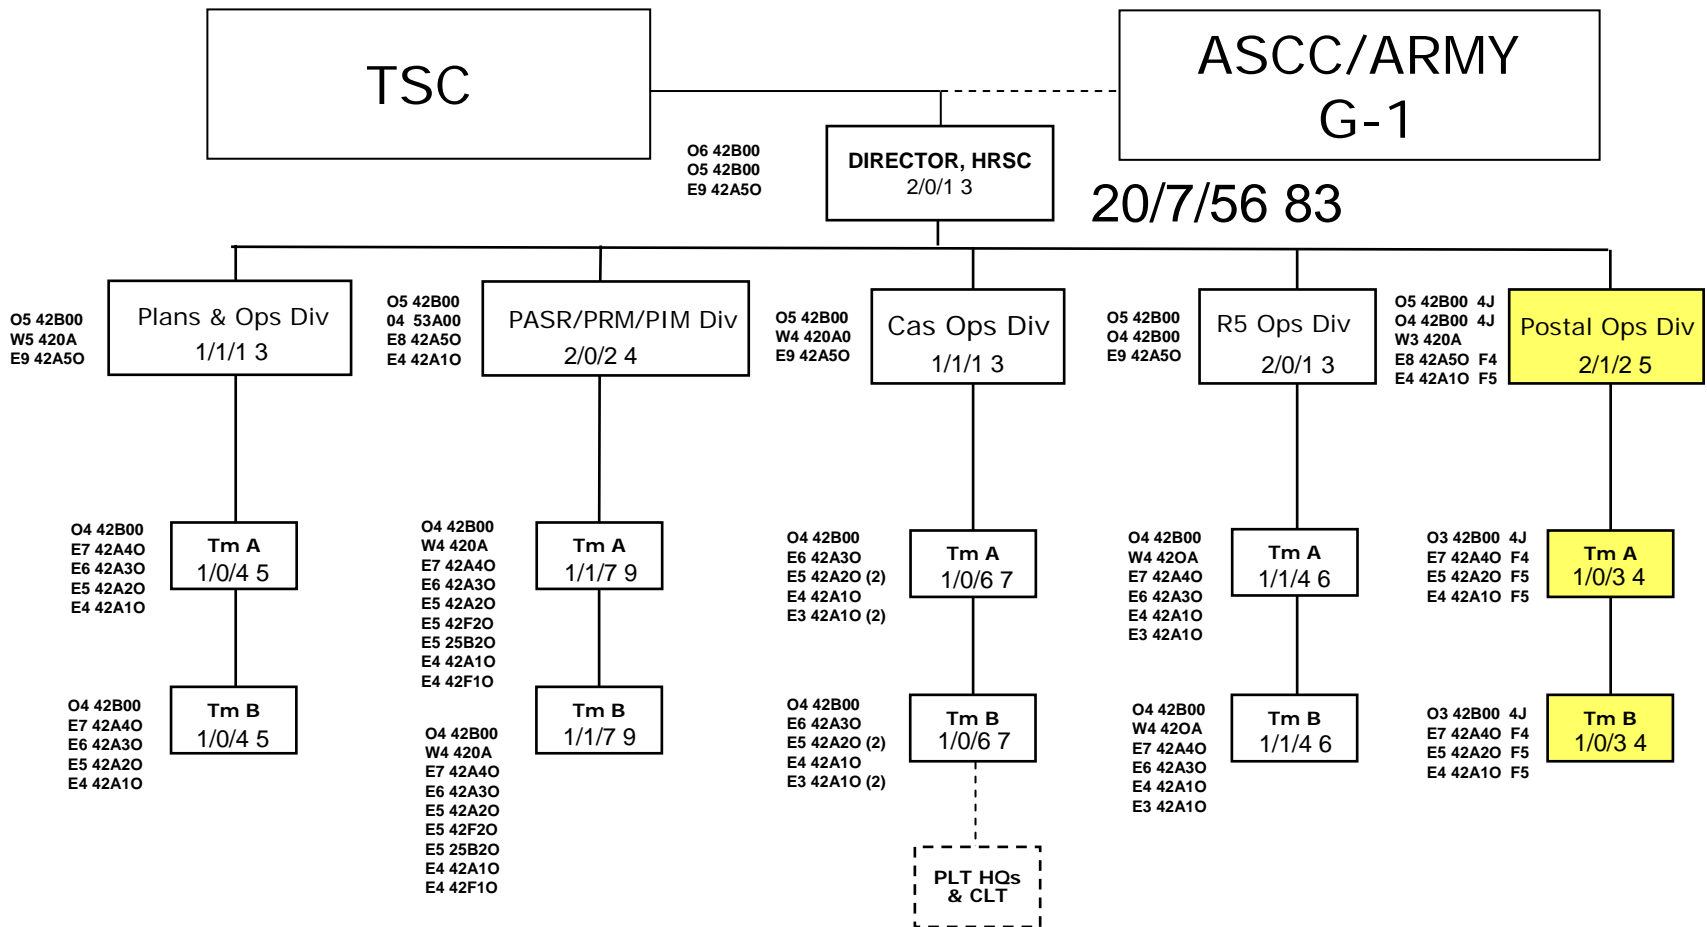 TSC
ASCC/ARMY
G-1
O6 42B00
O5 42B00
E9 42A5O
DIRECTOR, HRSC
2/0/1 3
20/7/56 83
O5 42B00
W5 420A
E9 42A5O
Plans & Ops Div
1/1/1 3
O5 42B00
04 53A00
E8 42A5O
E4 42A1O
PASR/PRM/PIM Div
2/0/2 4
O5 42B00
W4 420A0
E9 42A5O
Cas Ops Div
1/1/1 3
O5 42B00
O4 42B00
E9 42A5O
R5 Ops Div
2/0/1 3
O5 42B00 4J
O4 42B00 4J
W3 420A
E8 42A5O F4
E4 42A1O F5
Postal Ops Div
2/1/2 5
O4 42B00
E7 42A4O
E6 42A3O
E5 42A2O
E4 42A1O
Tm A
1/0/4 5
O4 42B00
W4 420A
E7 42A4O
E6 42A3O
E5 42A2O
E5 42F2O
E5 25B2O
E4 42A1O
E4 42F1O
Tm A
1/1/7 9
O4 42B00
E6 42A3O
E5 42A2O (2)
E4 42A1O
E3 42A1O (2)
Tm A
1/0/6 7
O4 42B00
W4 42OA
E7 42A4O
E6 42A3O
E4 42A1O
E3 42A1O
Tm A
1/1/4 6
O3 42B00 4J
E7 42A4O F4
E5 42A2O F5
E4 42A1O F5
Tm A
1/0/3 4
O4 42B00
E7 42A4O
E6 42A3O
E5 42A2O
E4 42A1O
Tm B
1/0/4 5
O4 42B00
W4 420A
E7 42A4O
E6 42A3O
E5 42A2O
E5 42F2O
E5 25B2O
E4 42A1O
E4 42F1O
Tm B
1/1/7 9
O4 42B00
E6 42A3O
E5 42A2O (2)
E4 42A1O
E3 42A1O (2)
Tm B
1/0/6 7
O4 42B00
W4 42OA
E7 42A4O
E6 42A3O
E4 42A1O
E3 42A1O
Tm B
1/1/4 6
O3 42B00 4J
E7 42A4O F4
E5 42A2O F5
E4 42A1O F5
Tm B
1/0/3 4
PLT HQs
& CLT